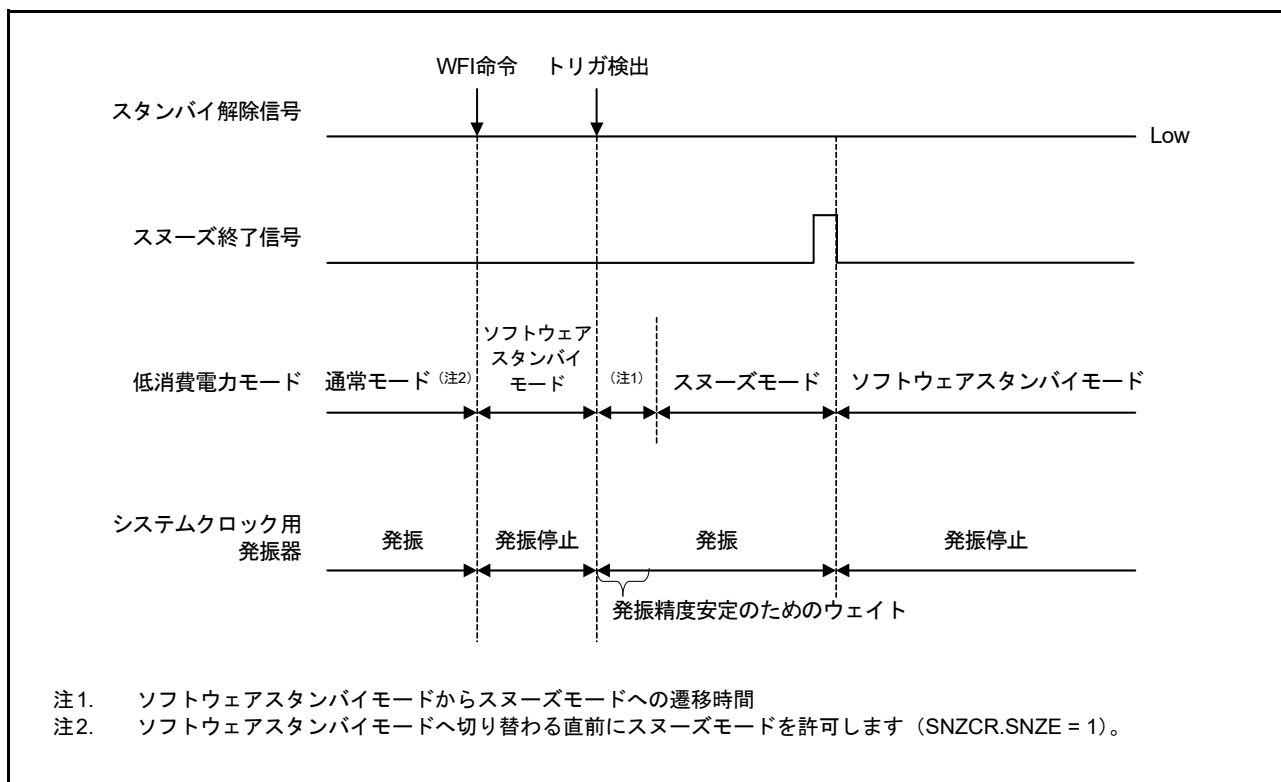 WFI命令 トリガ検出
スタンバイ解除信号
Low
スヌーズ終了信号
低消費電力モード
通常モード（注2）
ソフトウェア
スタンバイ
モード
（注1）
スヌーズモード
ソフトウェアスタンバイモード
システムクロック用
発振器
発振
発振停止
発振
発振停止
発振精度安定のためのウェイト
注1. ソフトウェアスタンバイモードからスヌーズモードへの遷移時間
注2. ソフトウェアスタンバイモードへ切り替わる直前にスヌーズモードを許可します（SNZCR.SNZE = 1）。